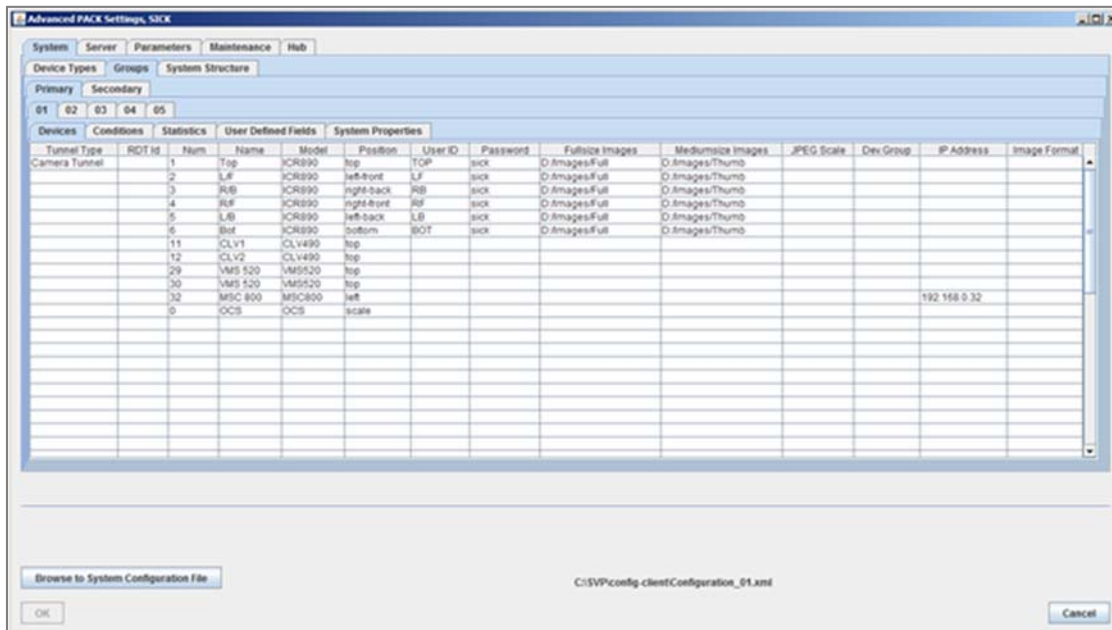 Advanced PACK Settings, SICK
System Server Parameters Maintenance Hub
Device Types Groups System Structure
Primary Secondary
01 02 03 04 05
Devices Conditions Statistics User Defined Fields System Properties
Tunnel Type RDT Id Num Name Model Position User ID Password Fullsize Images Mediumsize Images JPEG Scale Dev.Group IP Address Image Format
Camera Tunnel 1 Top ICR890 top TOP sick D:/Images/Full D:/Images/Thumb
2 L/F ICR890 left-front LF sick D:/Images/Full D:/Images/Thumb
3 R/B ICR890 right-back RB sick D:/Images/Full D:/Images/Thumb
4 R/F ICR890 right-front RF sick D:/Images/Full D:/Images/Thumb
5 L/B ICR890 left-back LB sick D:/Images/Full D:/Images/Thumb
6 Bot ICR890 bottom BOT sick D:/Images/Full D:/Images/Thumb
11 CLV1 CLV490 top
12 CLV2 CLV490 top
29 VMS 520 VMS520 top
30 VMS 520 VMS520 top
32 MSC 800 MSC800 left 192.168.0.32
0 OCS OCS scale
Browse to System Configuration File
C:\SVP\config-client\Configuration_01.xml
OK
Cancel